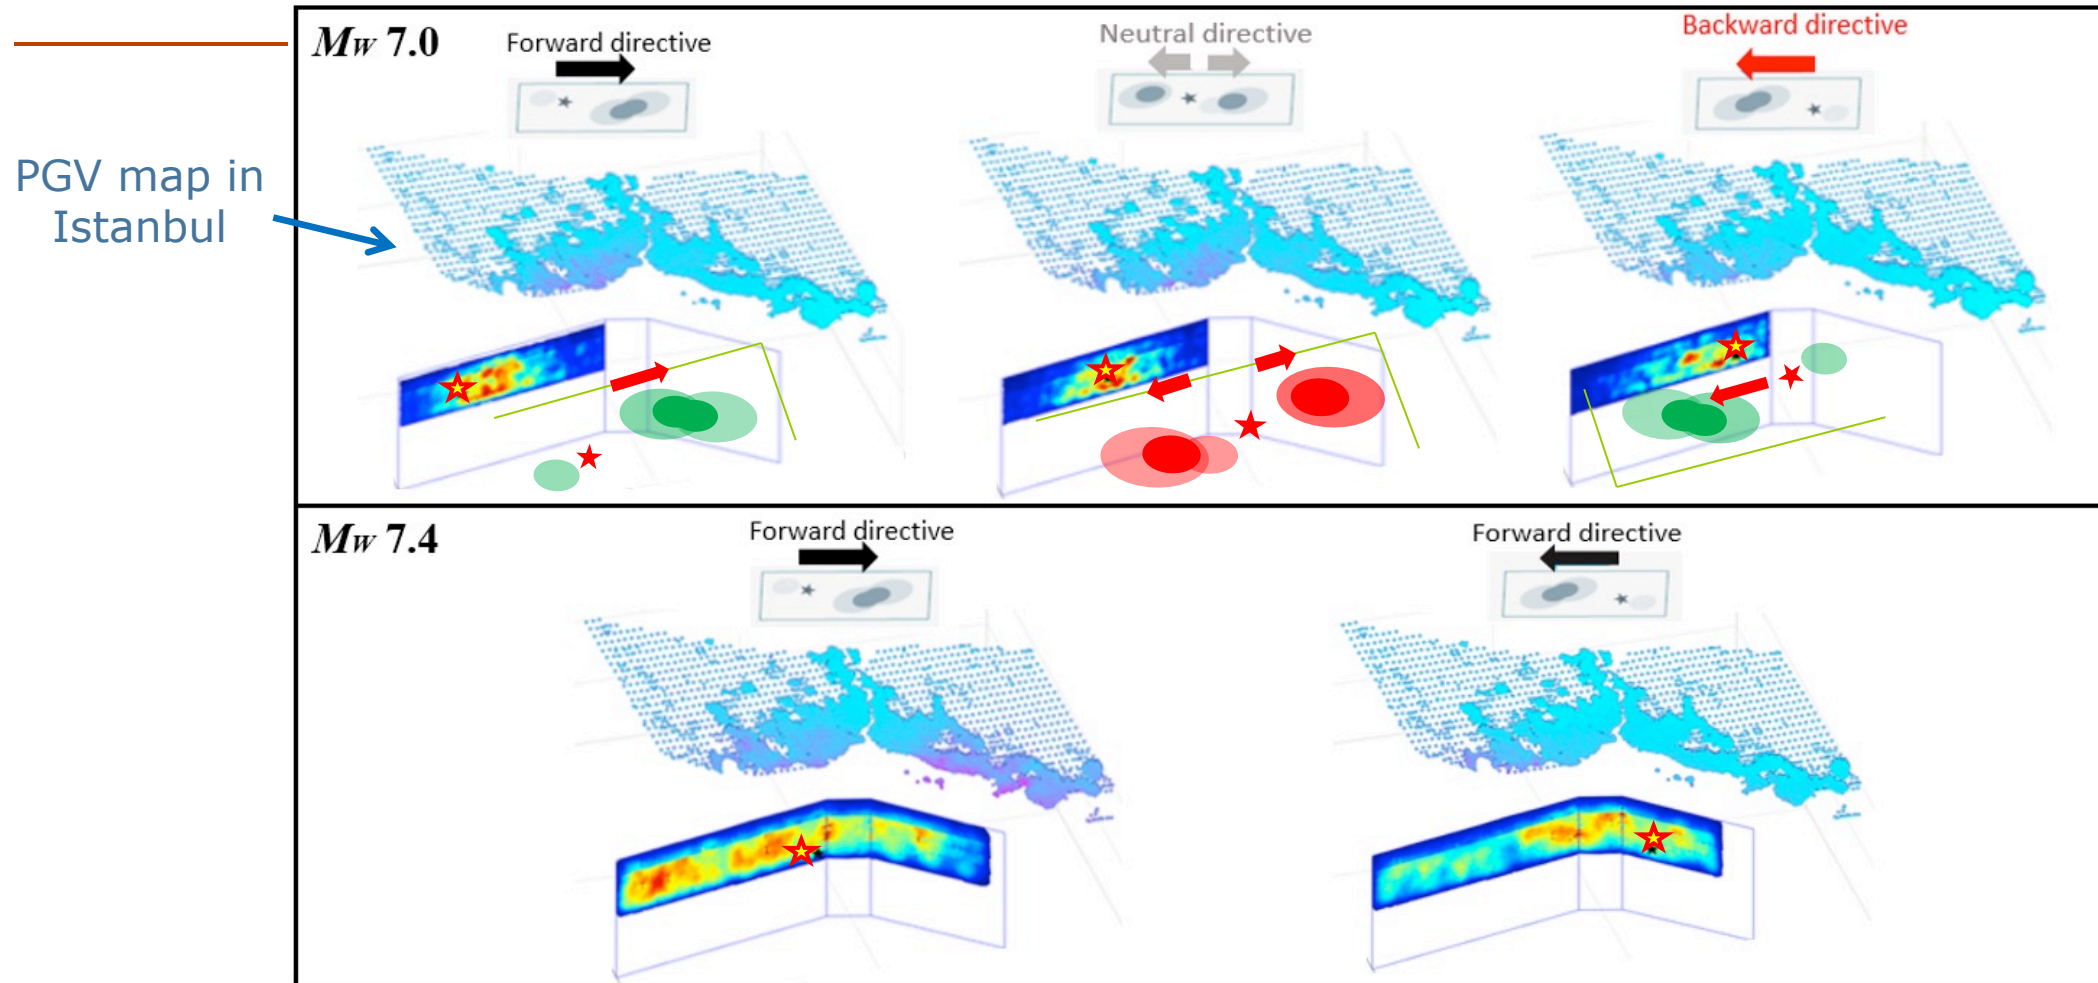 Mw 7.0
Forward directive
Neutral directive
Backward directive
PGV map in
Istanbul
Mw 7.4
Forward directive
Forward directive